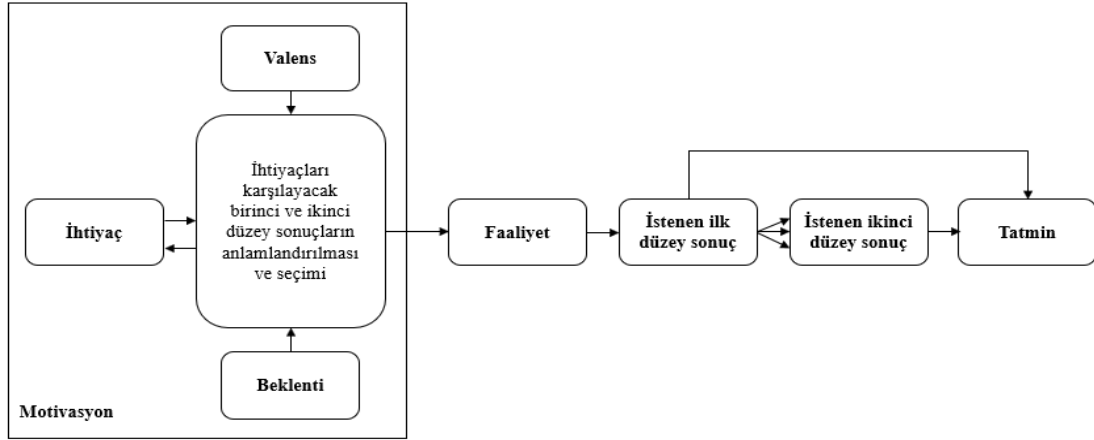 Valens
İhtiyaç
İhtiyaçları
karşılayacak
birinci ve ikinci
düzey sonuçların
anlamlandırılması
ve seçimi
Beklenti
Motivasyon
Faaliyet
İstenen ilk
düzey sonuç
İstenen ikinci
düzey sonuç
Tatmin